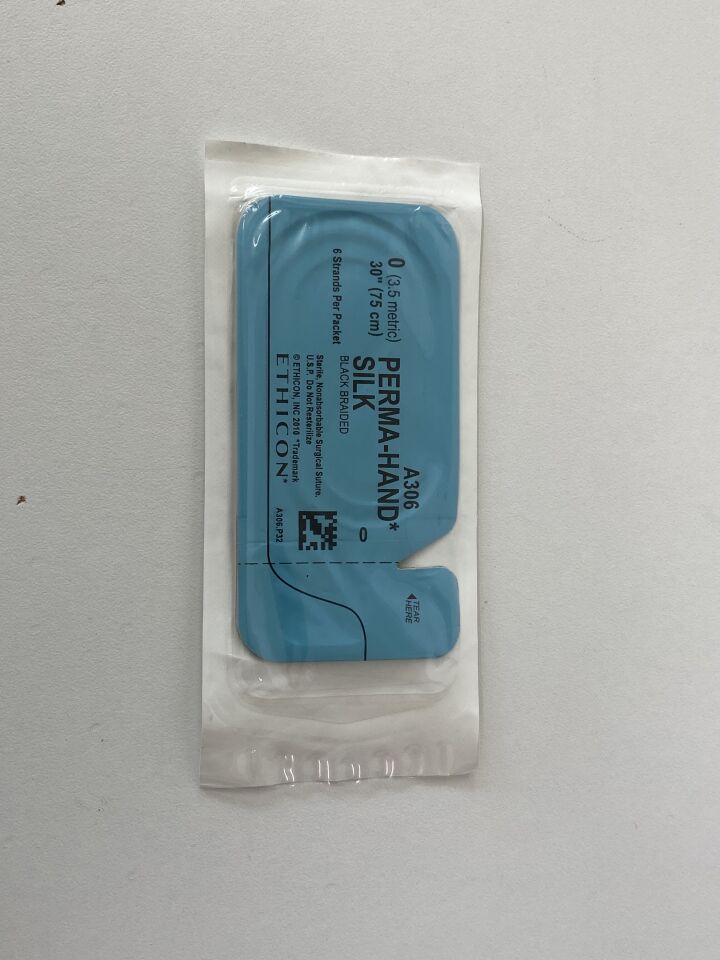 0 (3.5 metric)
30" (75 cm)
6 Strands Per Packet
A306
PERMA-HAND*
SILK
BLACK BRAIDED
Sterile, Nonabsorbable Surgical Suture,
U.S.P. Do Not Resterilize
© ETHICON, INC 2010 *Trademark
ETHICON*
0
A306.P32
◀TEAR
HERE